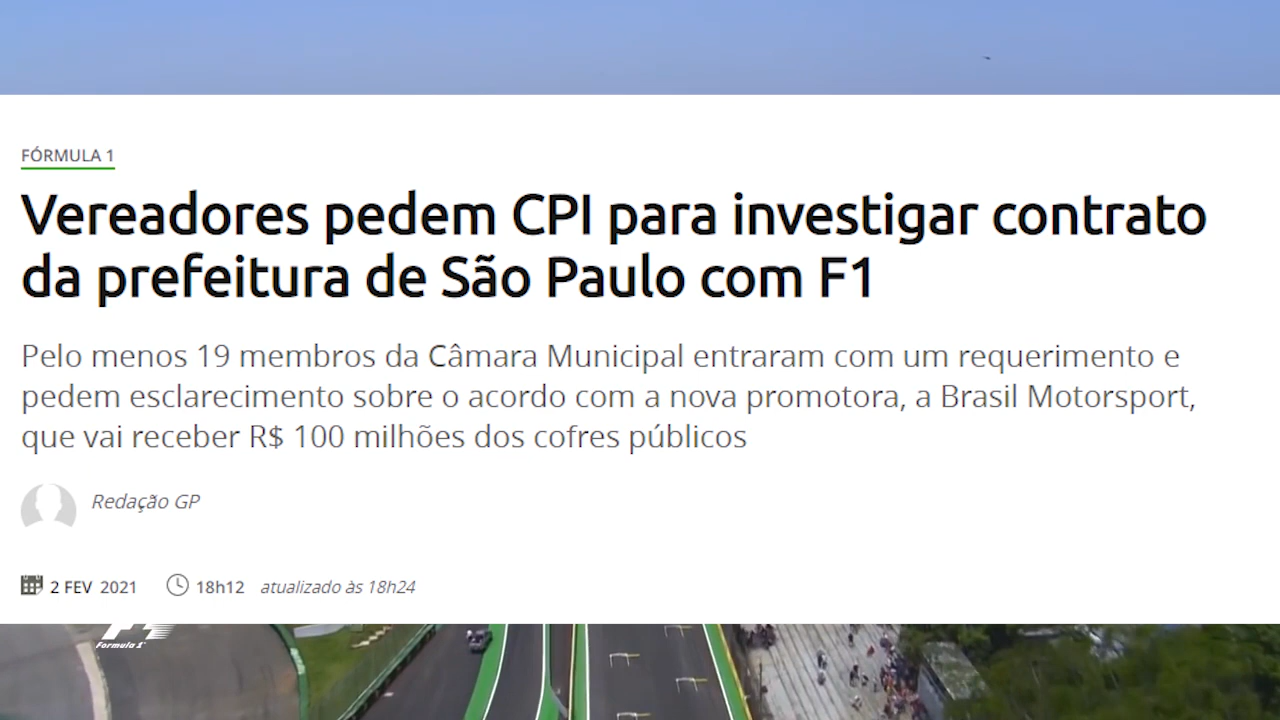 FÓRMULA 1
Vereadores pedem CPI para investigar contrato
da prefeitura de São Paulo com F1
Pelo menos 19 membros da Câmara Municipal entraram com um requerimento e
pedem esclarecimento sobre o acordo com a nova promotora, a Brasil Motorsport,
que vai receber R$ 100 milhões dos cofres públicos
Redação GP
2 FEV 2021 18h12 atualizado às 18h24
Formula 1